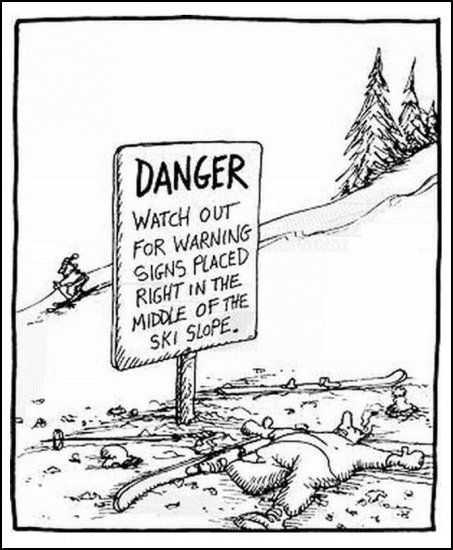 DANGER
WATCH OUT
FOR WARNING
SIGNS PLACED
RIGHT IN THE
MIDDLE OF THE
SKI SLOPE.